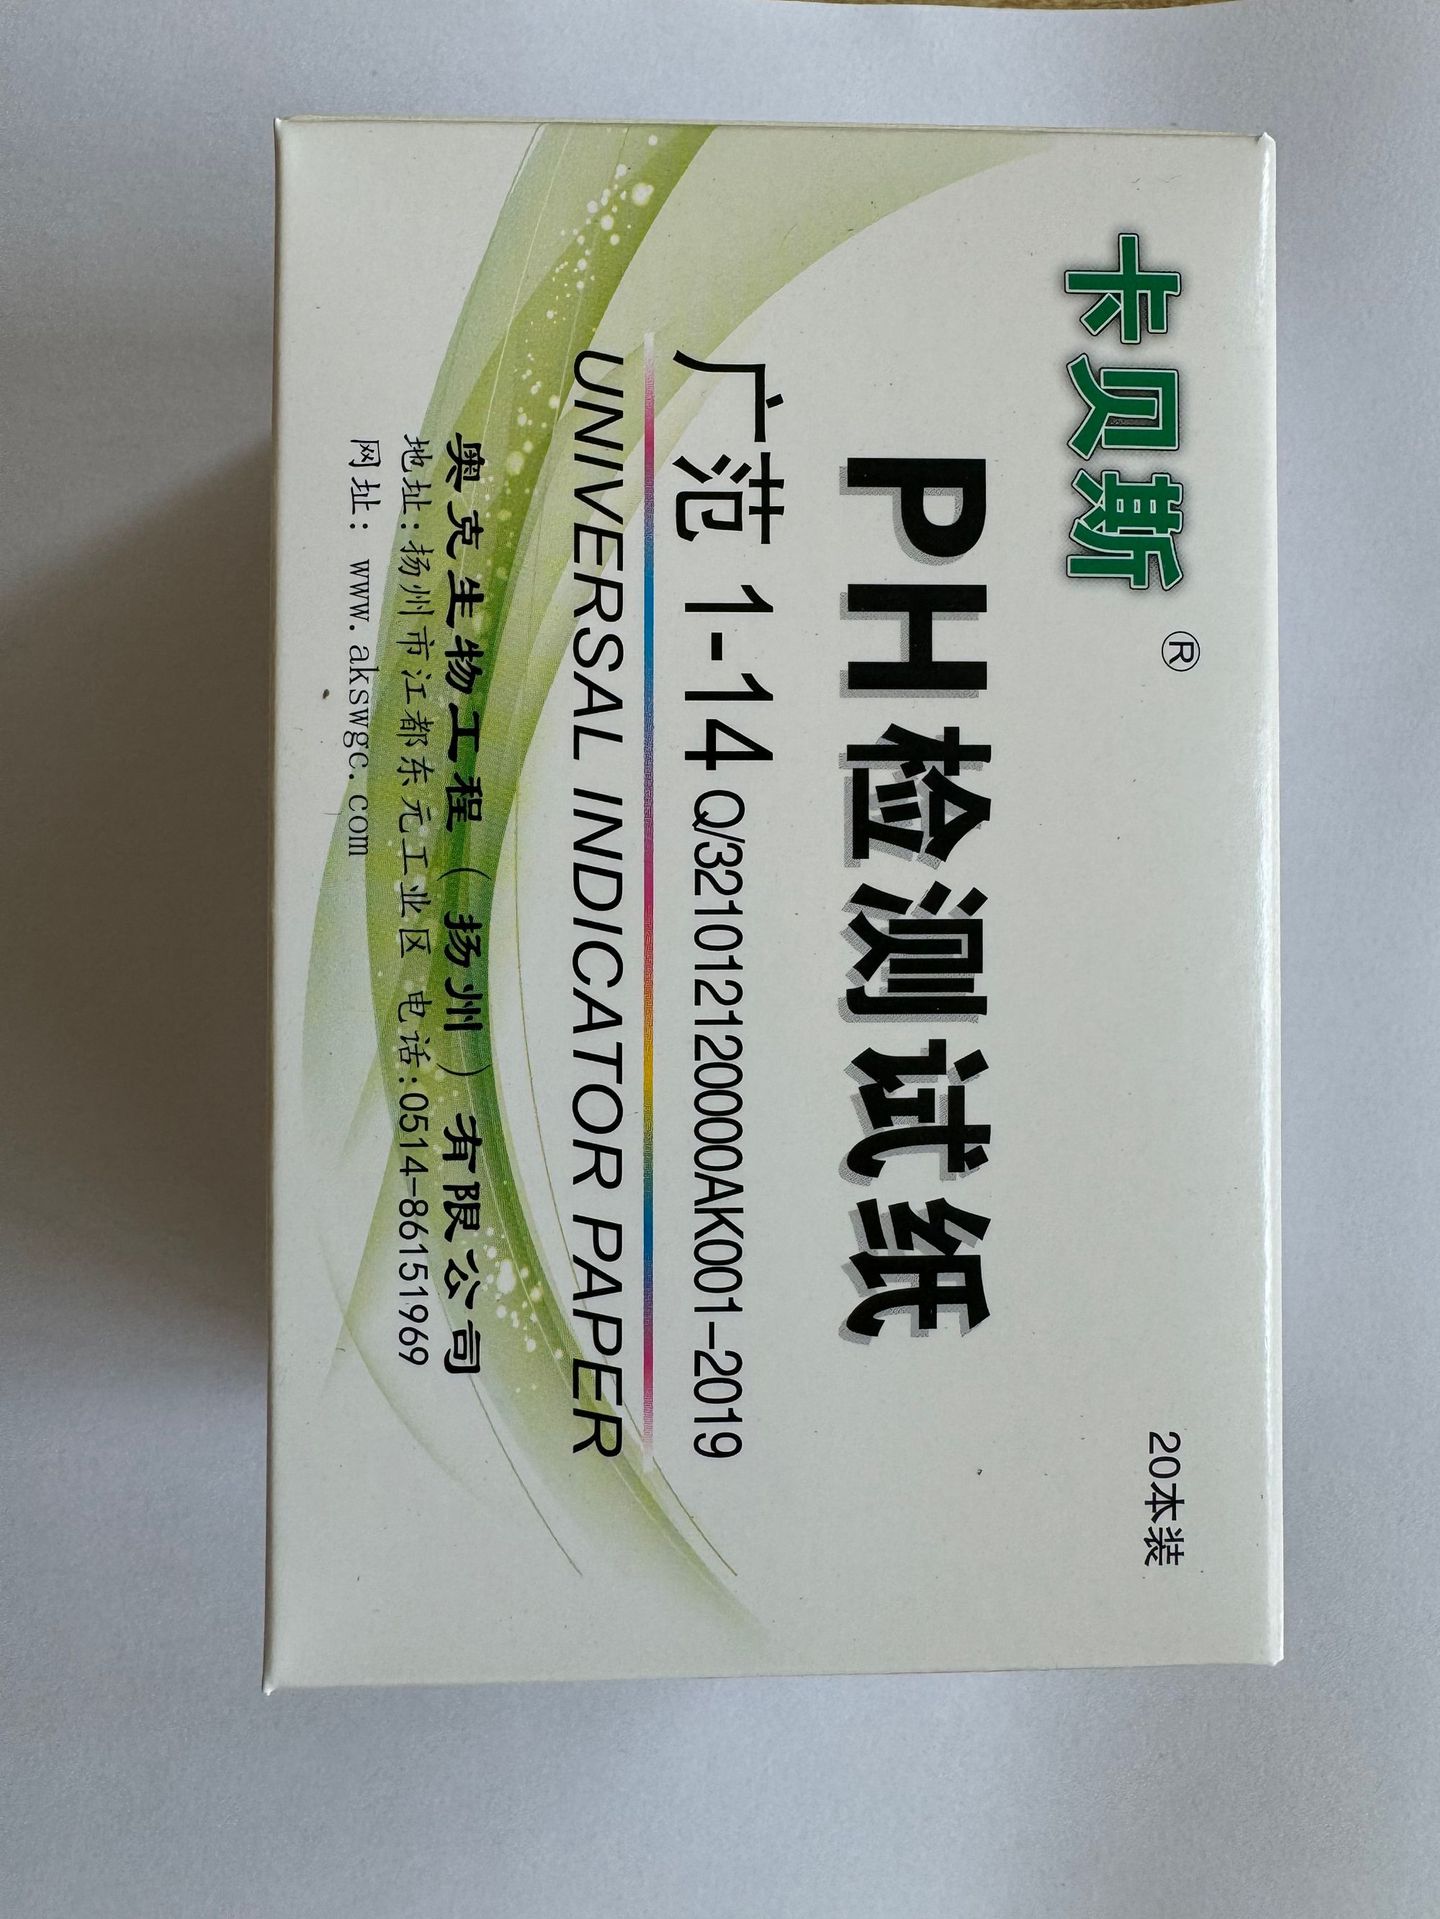 卡贝斯®
20本装
PH检测试纸
广范 1-14 Q/321012120000AK001-2019
UNIVERSAL INDICATOR PAPER
奥克生物工程（扬州）有限公司
地址:扬州市江都东元工业区 电话:0514-86151969
网址: www.akswgc.com